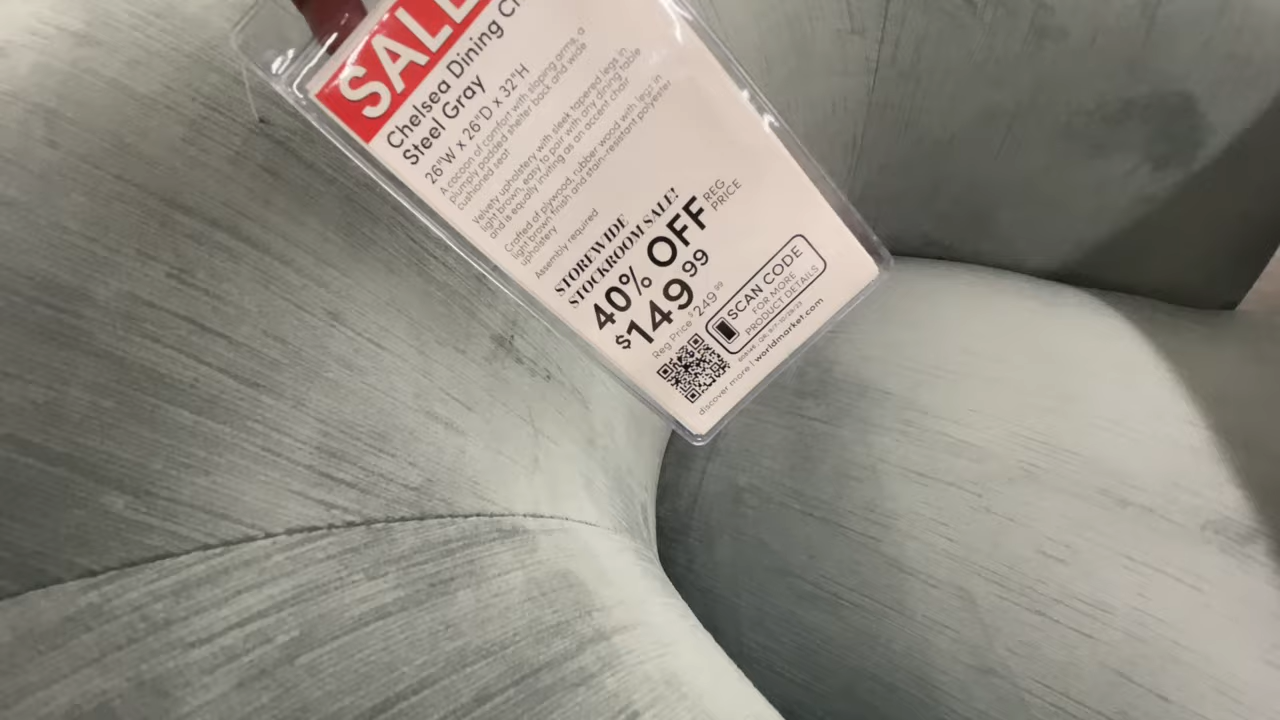 SALE
Chelsea Dining
Steel Gray
26"W x 26"D x 32"H
A cocoon of comfort with sloping arms, a
plumply padded shelter back and wide
cushioned seat
Velvety upholstery with sleek tapered legs in
light brown, easy to pair with any dining table
and is equally inviting as an accent chair
Crafted of plywood, rubber wood with legs in
light brown finish and stain-resistant polyester
upholstery
Assembly required
STOREWIDE
STOCKROOM SALE!
40% OFF REG PRICE
$149.99
Reg Price $249.99
SCAN CODE
FOR MORE
PRODUCT DETAILS
discover more | worldmarket.com